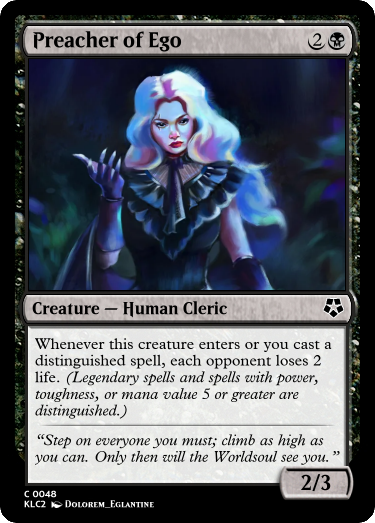 Preacher of Ego 2
Creature — Human Cleric
Whenever this creature enters or you cast a
distinguished spell, each opponent loses 2
life. (Legendary spells and spells with power,
toughness, or mana value 5 or greater are
distinguished.)
“Step on everyone you must; climb as high as
you can. Only then will the Worldsoul see you.”
2/3
C 0048
KLC2 Dolorem_Eglantine